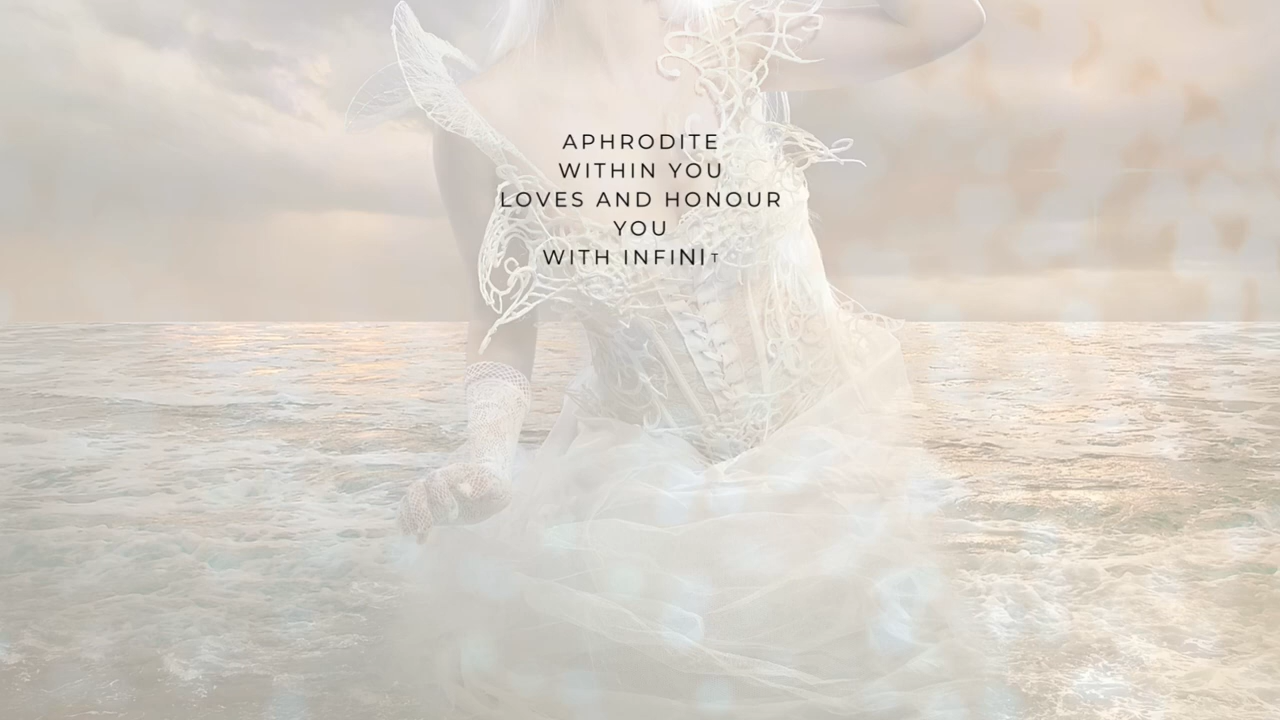 APHRODITE
WITHIN YOU
LOVES AND HONOUR
YOU
WITH INFINIT